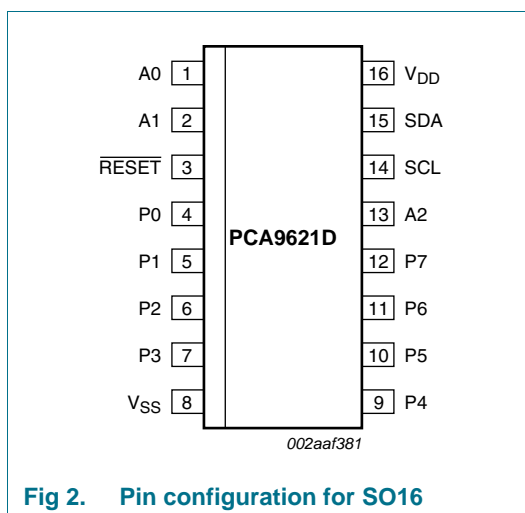 A0 1 16 VDD
A1 2 15 SDA
RESET 3 14 SCL
P0 4 13 A2
PCA9621D
P1 5 12 P7
P2 6 11 P6
P3 7 10 P5
VSS 8 9 P4
002aaf381
Fig 2. Pin configuration for SO16